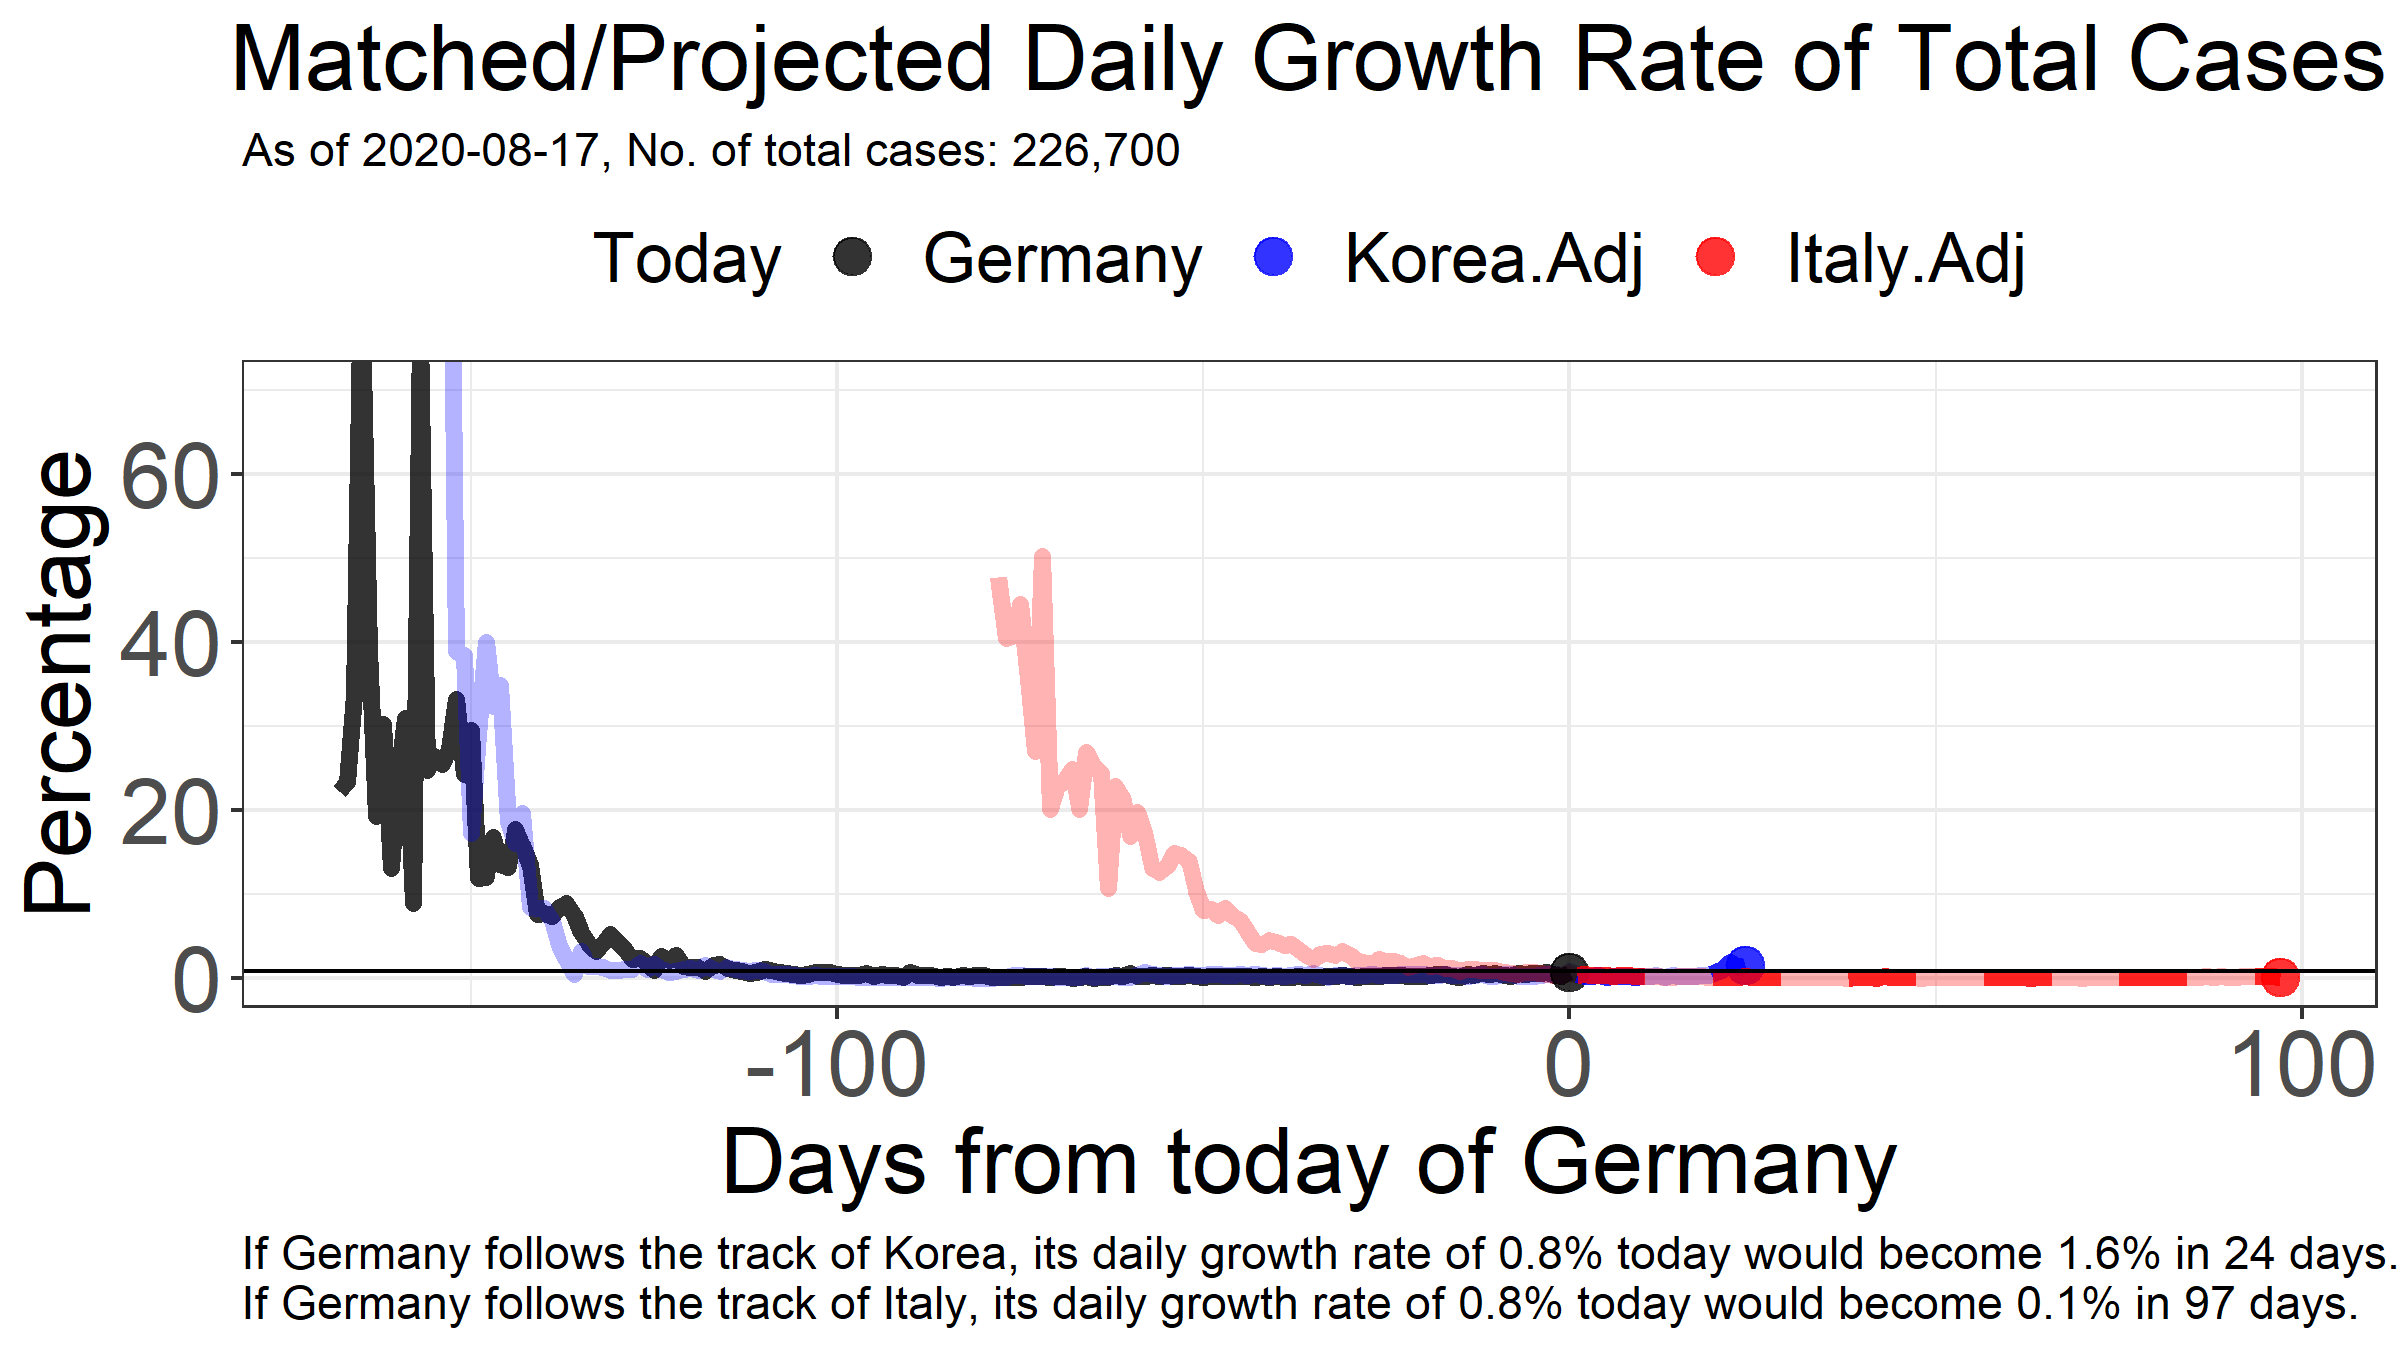 Matched/Projected Daily Growth Rate of Total Cases
As of 2020-08-17, No. of total cases: 226,700
Today Germany Korea.Adj Italy.Adj
Percentage
60
40
20
0
-100 0 100
Days from today of Germany
If Germany follows the track of Korea, its daily growth rate of 0.8% today would become 1.6% in 24 days.
If Germany follows the track of Italy, its daily growth rate of 0.8% today would become 0.1% in 97 days.